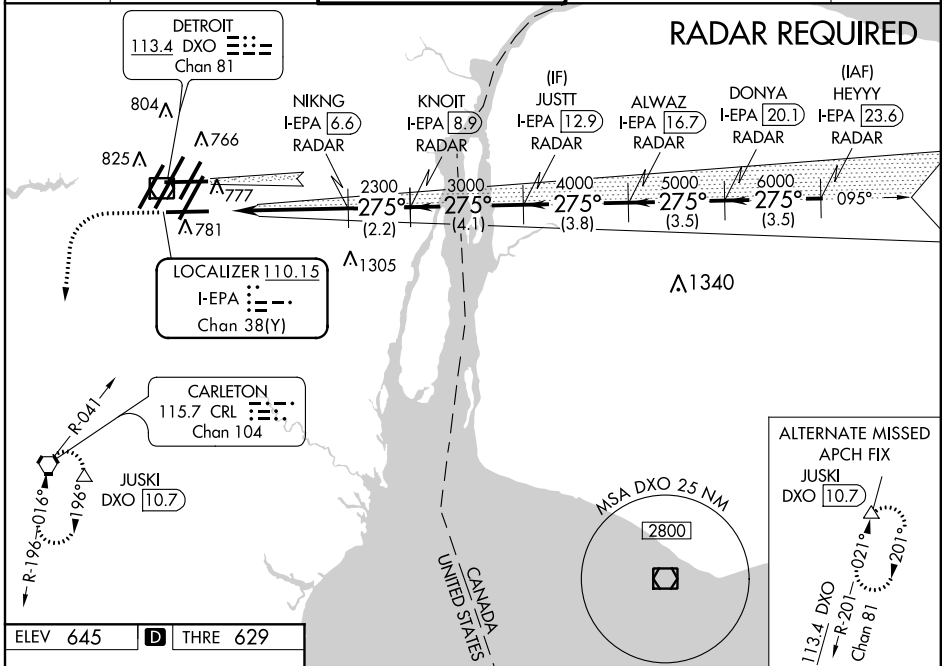 RADAR REQUIRED
DETROIT
113.4 DXO
Chan 81
804
766
825
777
781
NIKNG
I-EPA 6.6
RADAR
KNOIT
I-EPA 8.9
RADAR
(IF)
JUSTT
I-EPA 12.9
RADAR
ALWAZ
I-EPA 16.7
RADAR
DONYA
I-EPA 20.1
RADAR
(IAF)
HEYYY
I-EPA 23.6
RADAR
2300
3000
4000
5000
6000
275°
275°
275°
275°
275°
095°
(2.2)
(4.1)
(3.8)
(3.5)
(3.5)
1305
1340
LOCALIZER 110.15
I-EPA
Chan 38(Y)
CARLETON
115.7 CRL
Chan 104
R-041
JUSKI
DXO 10.7
016°
196°
R-196
CANADA
UNITED STATES
MSA DXO 25 NM
2800
ALTERNATE MISSED
APCH FIX
JUSKI
DXO 10.7
021°
201°
R-201
113.4 DXO
Chan 81
ELEV 645 D THRE 629